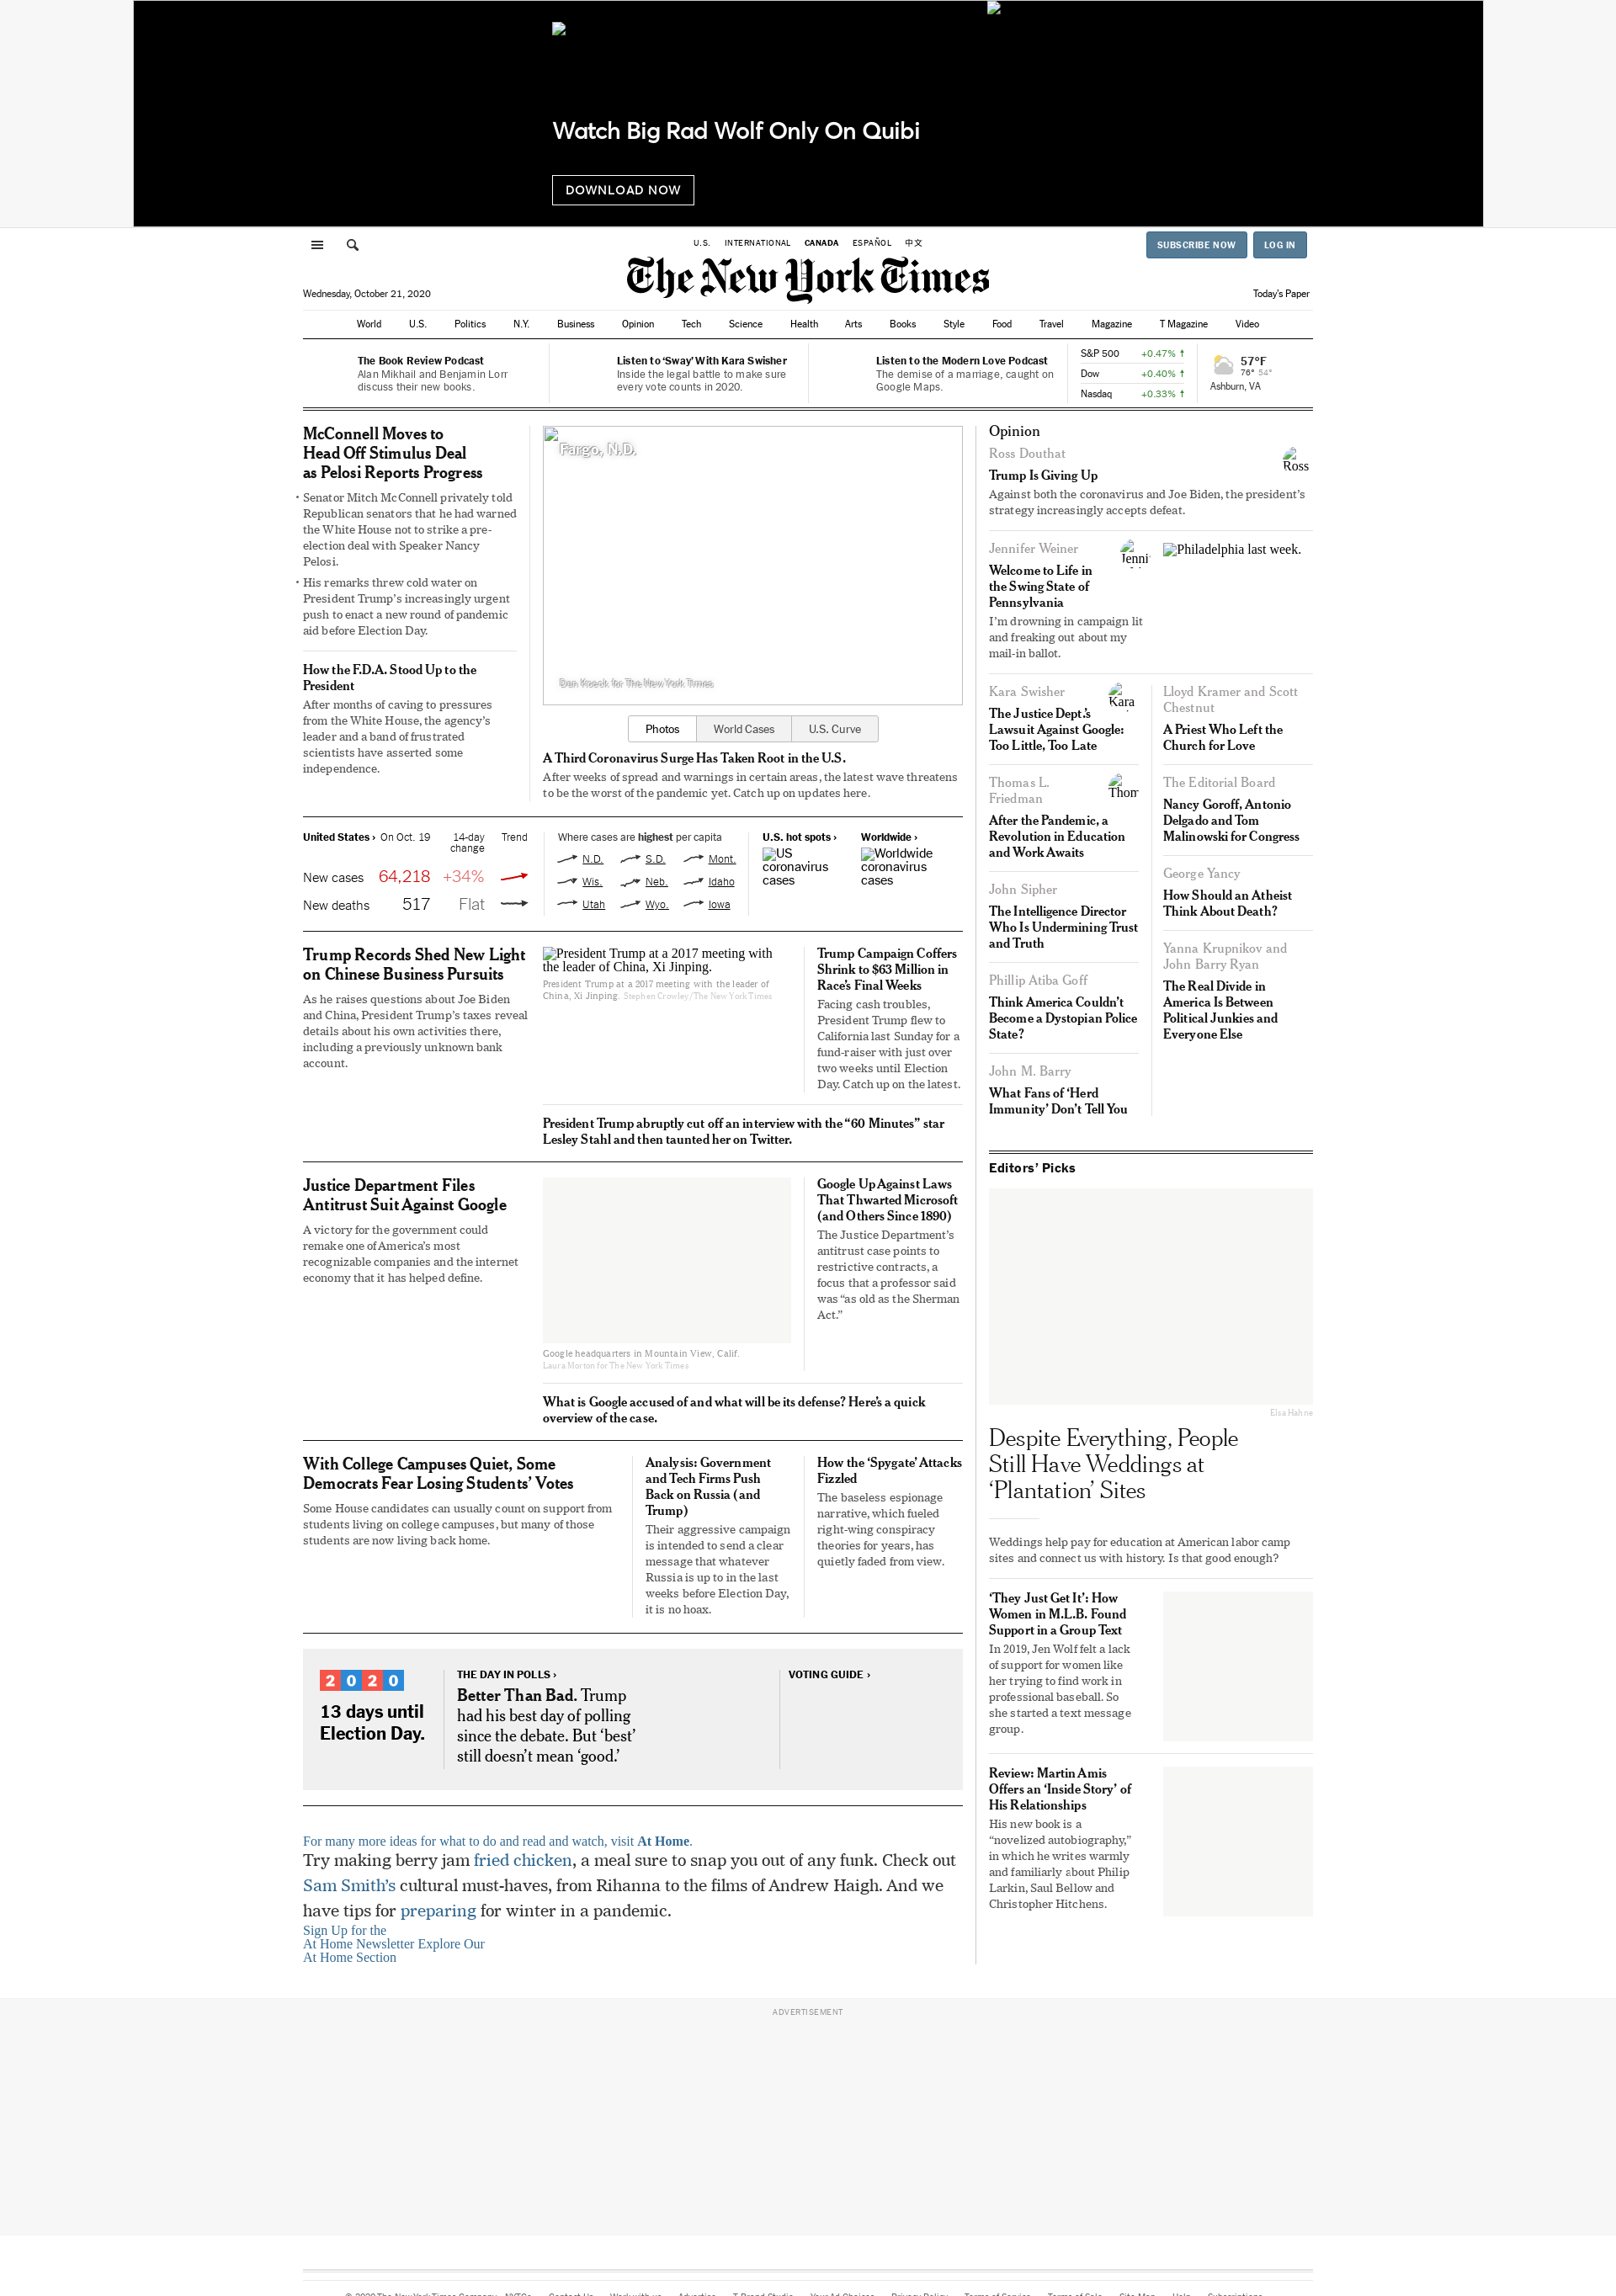 Watch Big Rad Wolf Only On Quibi
DOWNLOAD NOW
U.S. INTERNATIONAL CANADA ESPAÑOL 中文
SUBSCRIBE NOW
LOG IN
The New York Times
Wednesday, October 21, 2020
Today's Paper
World U.S. Politics N.Y. Business Opinion Tech Science Health Arts Books Style Food Travel Magazine T Magazine Video
The Book Review Podcast
Alan Mikhail and Benjamin Lorr
discuss their new books.
Listen to ‘Sway’ With Kara Swisher
Inside the legal battle to make sure
every vote counts in 2020.
Listen to the Modern Love Podcast
The demise of a marriage, caught on
Google Maps.
S&P 500 +0.47%
Dow +0.40%
Nasdaq +0.33%
57°F
76° 54°
Ashburn, VA
McConnell Moves to
Head Off Stimulus Deal
as Pelosi Reports Progress
• Senator Mitch McConnell privately told
Republican senators that he had warned
the White House not to strike a pre-
election deal with Speaker Nancy
Pelosi.
• His remarks threw cold water on
President Trump’s increasingly urgent
push to enact a new round of pandemic
aid before Election Day.
How the F.D.A. Stood Up to the
President
After months of caving to pressures
from the White House, the agency’s
leader and a band of frustrated
scientists have asserted some
independence.
Fargo, N.D.
Dan Koeck for The New York Times
Photos World Cases U.S. Curve
A Third Coronavirus Surge Has Taken Root in the U.S.
After weeks of spread and warnings in certain areas, the latest wave threatens
to be the worst of the pandemic yet. Catch up on updates here.
United States › On Oct. 19 14-day
change Trend
New cases 64,218 +34%
New deaths 517 Flat
Where cases are highest per capita
N.D. S.D. Mont.
Wis. Neb. Idaho
Utah Wyo. Iowa
U.S. hot spots ›
US
coronavirus
cases
Worldwide ›
Worldwide
coronavirus
cases
Trump Records Shed New Light
on Chinese Business Pursuits
As he raises questions about Joe Biden
and China, President Trump’s taxes reveal
details about his own activities there,
including a previously unknown bank
account.
President Trump at a 2017 meeting with
the leader of China, Xi Jinping.
President Trump at a 2017 meeting with the leader of
China, Xi Jinping. Stephen Crowley/The New York Times
Trump Campaign Coffers
Shrink to $63 Million in
Race’s Final Weeks
Facing cash troubles,
President Trump flew to
California last Sunday for a
fund-raiser with just over
two weeks until Election
Day. Catch up on the latest.
President Trump abruptly cut off an interview with the “60 Minutes” star
Lesley Stahl and then taunted her on Twitter.
Justice Department Files
Antitrust Suit Against Google
A victory for the government could
remake one of America’s most
recognizable companies and the internet
economy that it has helped define.
Google headquarters in Mountain View, Calif.
Laura Morton for The New York Times
Google Up Against Laws
That Thwarted Microsoft
(and Others Since 1890)
The Justice Department’s
antitrust case points to
restrictive contracts, a
focus that a professor said
was “as old as the Sherman
Act.”
What is Google accused of and what will be its defense? Here’s a quick
overview of the case.
With College Campuses Quiet, Some
Democrats Fear Losing Students’ Votes
Some House candidates can usually count on support from
students living on college campuses, but many of those
students are now living back home.
Analysis: Government
and Tech Firms Push
Back on Russia (and
Trump)
Their aggressive campaign
is intended to send a clear
message that whatever
Russia is up to in the last
weeks before Election Day,
it is no hoax.
How the ‘Spygate’ Attacks
Fizzled
The baseless espionage
narrative, which fueled
right-wing conspiracy
theories for years, has
quietly faded from view.
2020
13 days until
Election Day.
THE DAY IN POLLS ›
Better Than Bad. Trump
had his best day of polling
since the debate. But ‘best’
still doesn’t mean ‘good.’
VOTING GUIDE ›
For many more ideas for what to do and read and watch, visit At Home.
Try making berry jam fried chicken, a meal sure to snap you out of any funk. Check out
Sam Smith’s cultural must-haves, from Rihanna to the films of Andrew Haigh. And we
have tips for preparing for winter in a pandemic.
Sign Up for the
At Home Newsletter Explore Our
At Home Section
Opinion
Ross Douthat
Ross
Trump Is Giving Up
Against both the coronavirus and Joe Biden, the president’s
strategy increasingly accepts defeat.
Jennifer Weiner
Welcome to Life in
the Swing State of
Pennsylvania
I’m drowning in campaign lit
and freaking out about my
mail-in ballot.
Philadelphia last week.
Kara Swisher
Kara
The Justice Dept.’s
Lawsuit Against Google:
Too Little, Too Late
Thomas L.
Friedman
After the Pandemic, a
Revolution in Education
and Work Awaits
John Sipher
The Intelligence Director
Who Is Undermining Trust
and Truth
Phillip Atiba Goff
Think America Couldn’t
Become a Dystopian Police
State?
John M. Barry
What Fans of ‘Herd
Immunity’ Don’t Tell You
Lloyd Kramer and Scott
Chestnut
A Priest Who Left the
Church for Love
The Editorial Board
Nancy Goroff, Antonio
Delgado and Tom
Malinowski for Congress
George Yancy
How Should an Atheist
Think About Death?
Yanna Krupnikov and
John Barry Ryan
The Real Divide in
America Is Between
Political Junkies and
Everyone Else
Editors’ Picks
Elsa Hahne
Despite Everything, People
Still Have Weddings at
‘Plantation’ Sites
Weddings help pay for education at American labor camp
sites and connect us with history. Is that good enough?
‘They Just Get It’: How
Women in M.L.B. Found
Support in a Group Text
In 2019, Jen Wolf felt a lack
of support for women like
her trying to find work in
professional baseball. So
she started a text message
group.
Review: Martin Amis
Offers an ‘Inside Story’ of
His Relationships
His new book is a
“novelized autobiography,”
in which he writes warmly
and familiarly about Philip
Larkin, Saul Bellow and
Christopher Hitchens.
ADVERTISEMENT